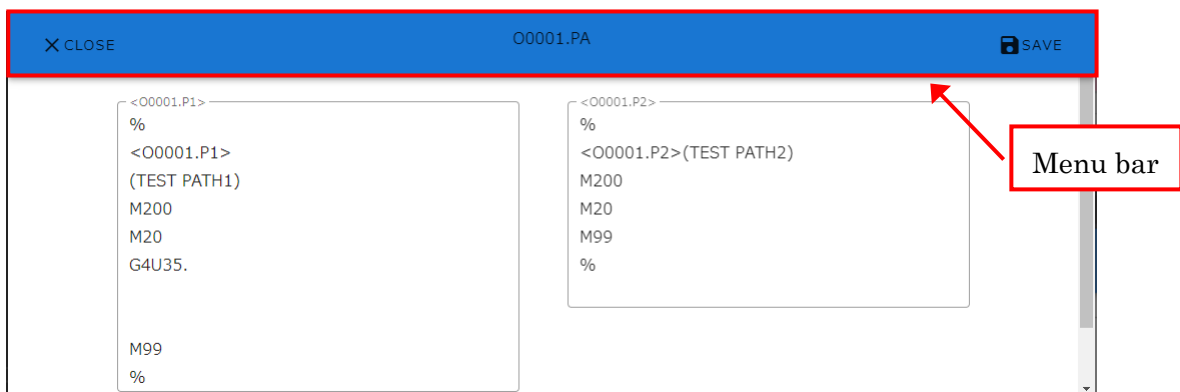 CLOSE
O0001.PA
SAVE
<O0001.P1>
%
<O0001.P1>
(TEST PATH1)
M200
M20
G4U35.
M99
%
<O0001.P2>
%
<O0001.P2>(TEST PATH2)
M200
M20
M99
%
Menu bar